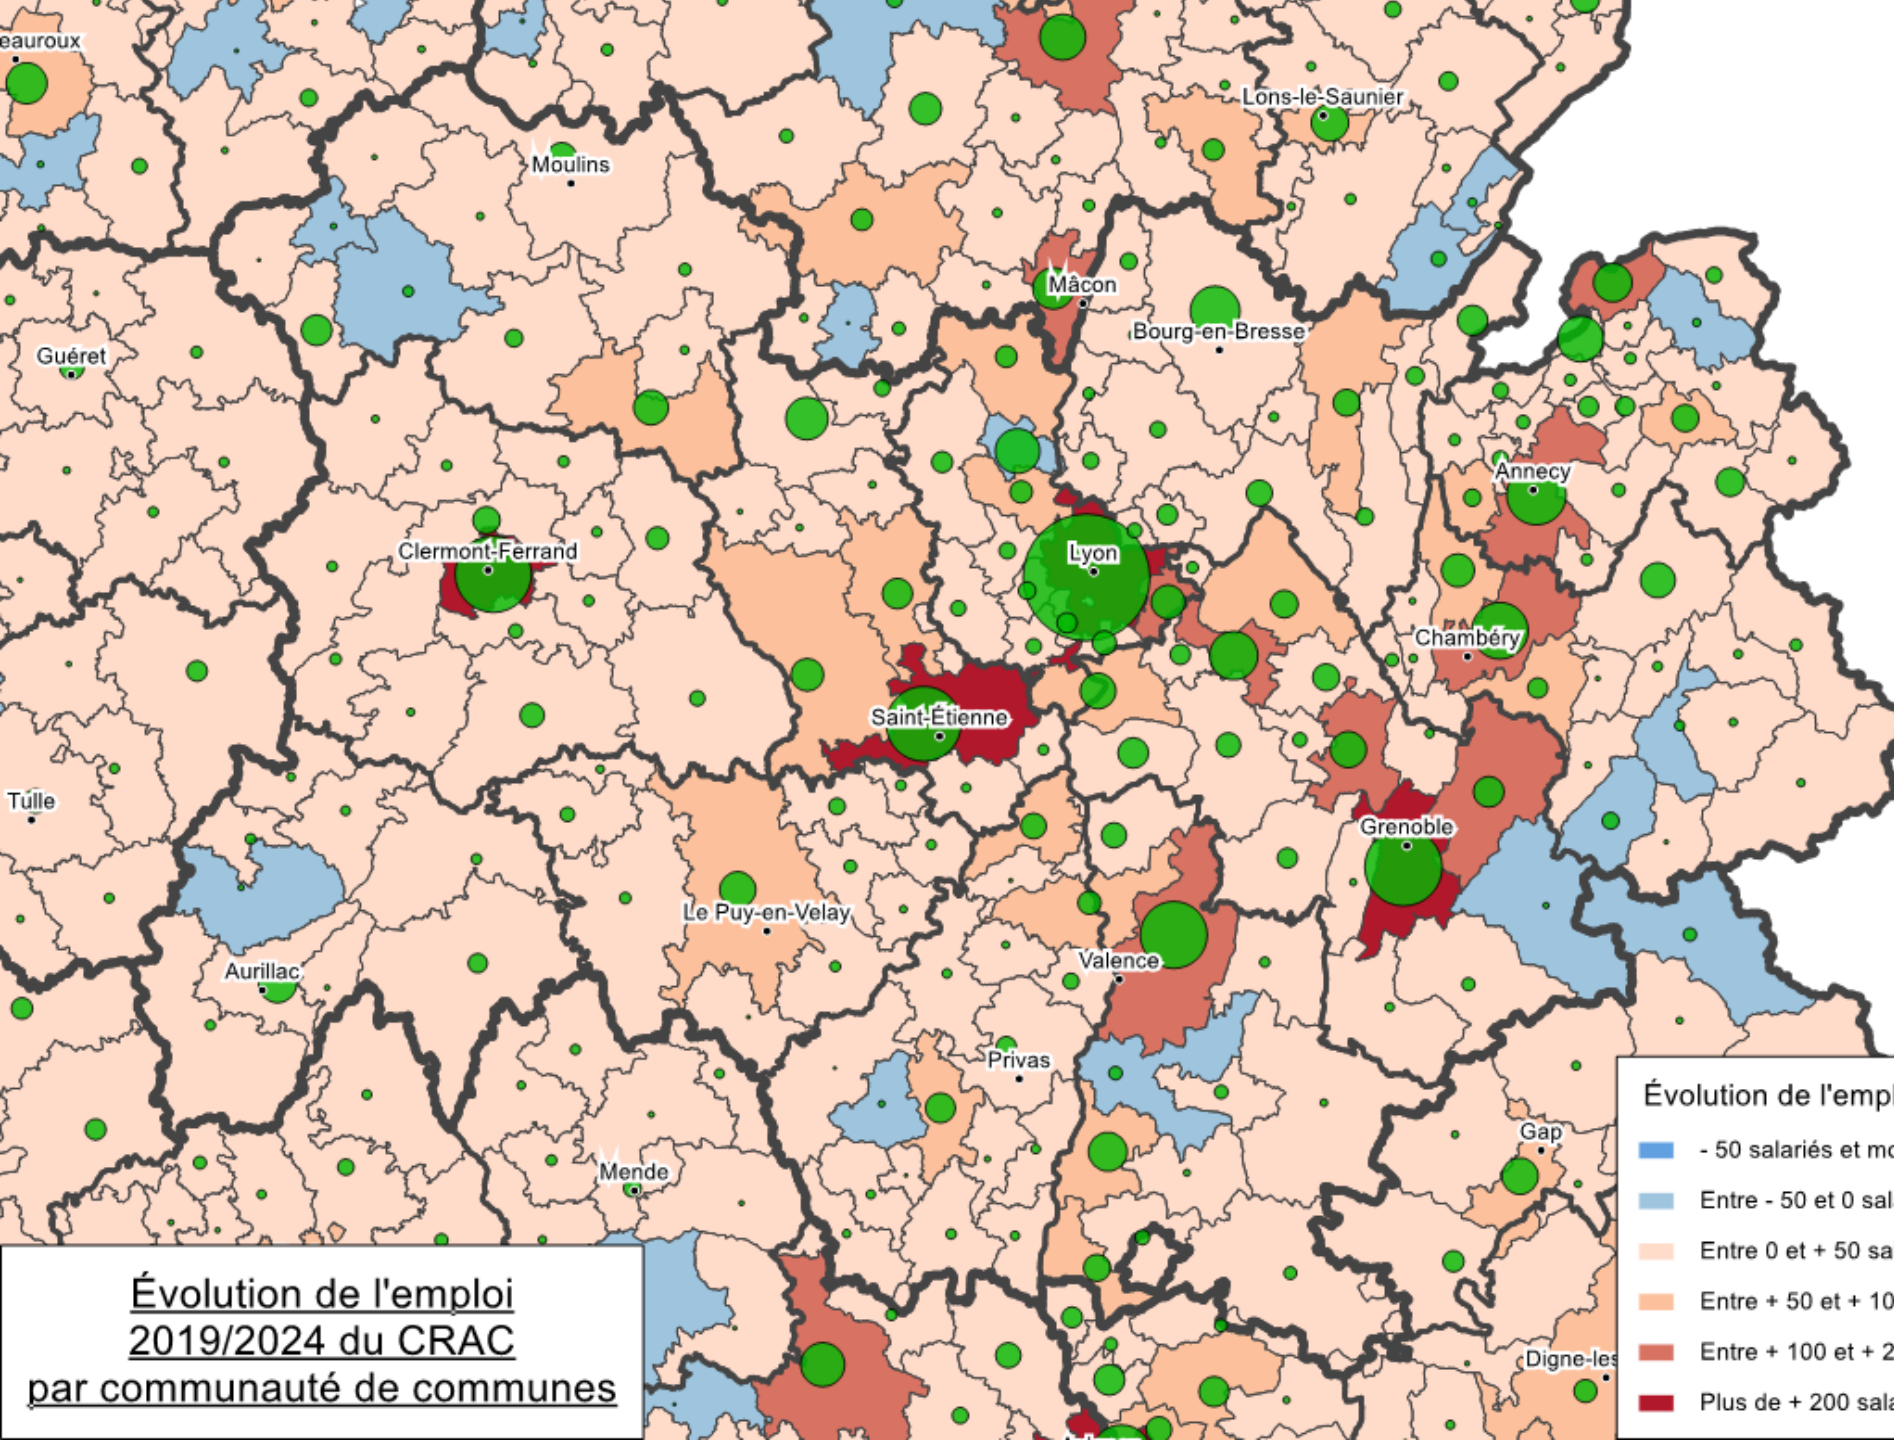 eauroux
Lons-le-Saunier
Moulins
Mâcon
Bourg-en-Bresse
Guéret
Annecy
Clermont-Ferrand
Lyon
Chambéry
Saint-Étienne
Tulle
Grenoble
Le Puy-en-Velay
Valence
Aurillac
Privas
Gap
Mende
Digne-les
Évolution de l'emploi
2019/2024 du CRAC
par communauté de communes
Évolution de l'empl
- 50 salariés et mo
Entre - 50 et 0 sala
Entre 0 et + 50 sa
Entre + 50 et + 10
Entre + 100 et + 2
Plus de + 200 sala